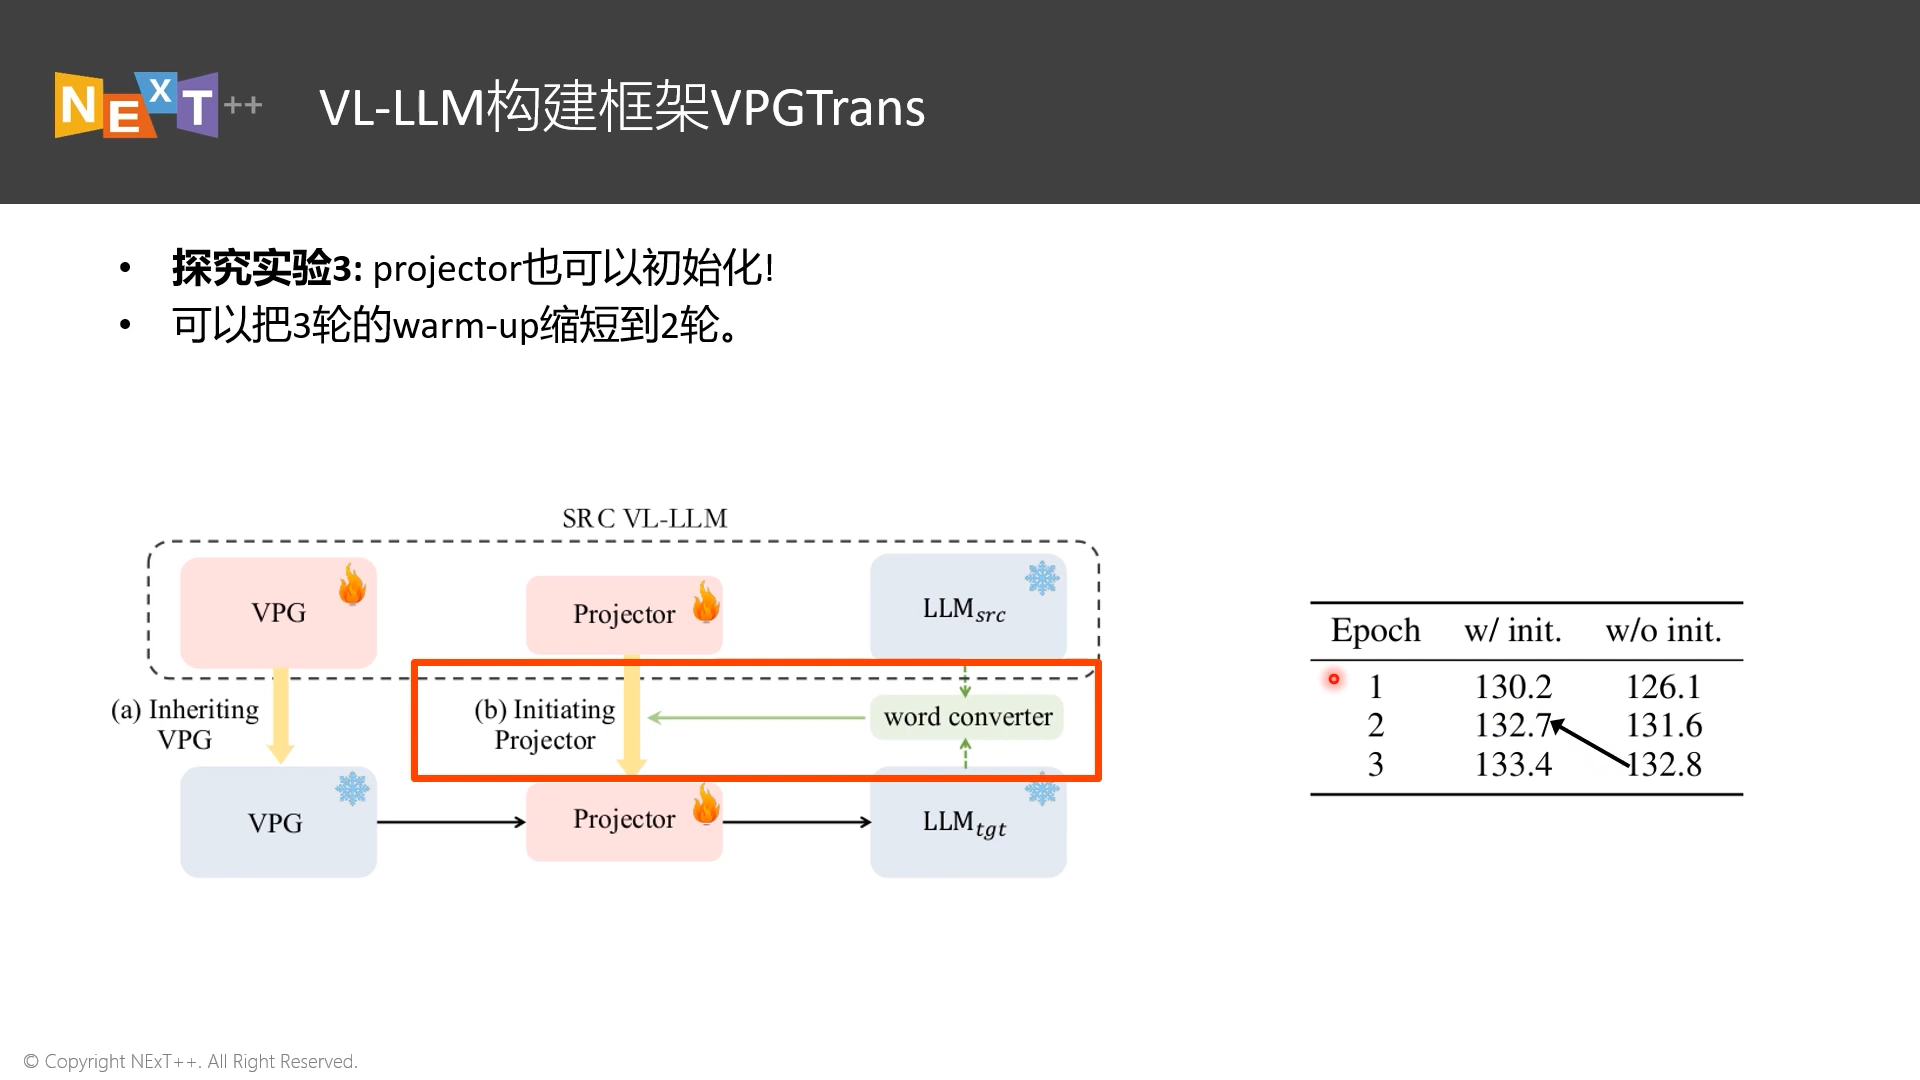 NExT++
VL-LLM构建框架VPGTrans
• 探究实验3: projector也可以初始化!
• 可以把3轮的warm-up缩短到2轮。
SRC VL-LLM
VPG
Projector
LLMsrc
(a) Inheriting
VPG
(b) Initiating
Projector
word converter
VPG
Projector
LLMtgt
Epoch w/ init. w/o init.
1 130.2 126.1
2 132.7 131.6
3 133.4 132.8
© Copyright NExT++. All Right Reserved.